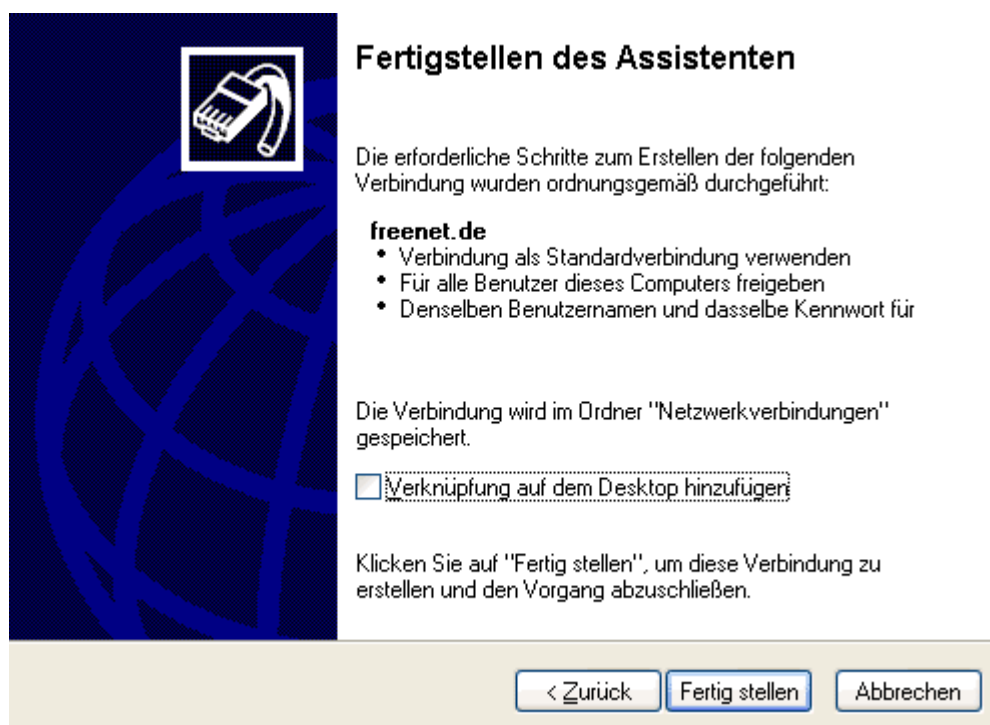 Fertigstellen des Assistenten
Die erforderliche Schritte zum Erstellen der folgenden
Verbindung wurden ordnungsgemäß durchgeführt:
freenet.de
• Verbindung als Standardverbindung verwenden
• Für alle Benutzer dieses Computers freigeben
• Denselben Benutzernamen und dasselbe Kennwort für
Die Verbindung wird im Ordner "Netzwerkverbindungen"
gespeichert.
Verknüpfung auf dem Desktop hinzufügen
Klicken Sie auf "Fertig stellen", um diese Verbindung zu
erstellen und den Vorgang abzuschließen.
< Zurück Fertig stellen Abbrechen